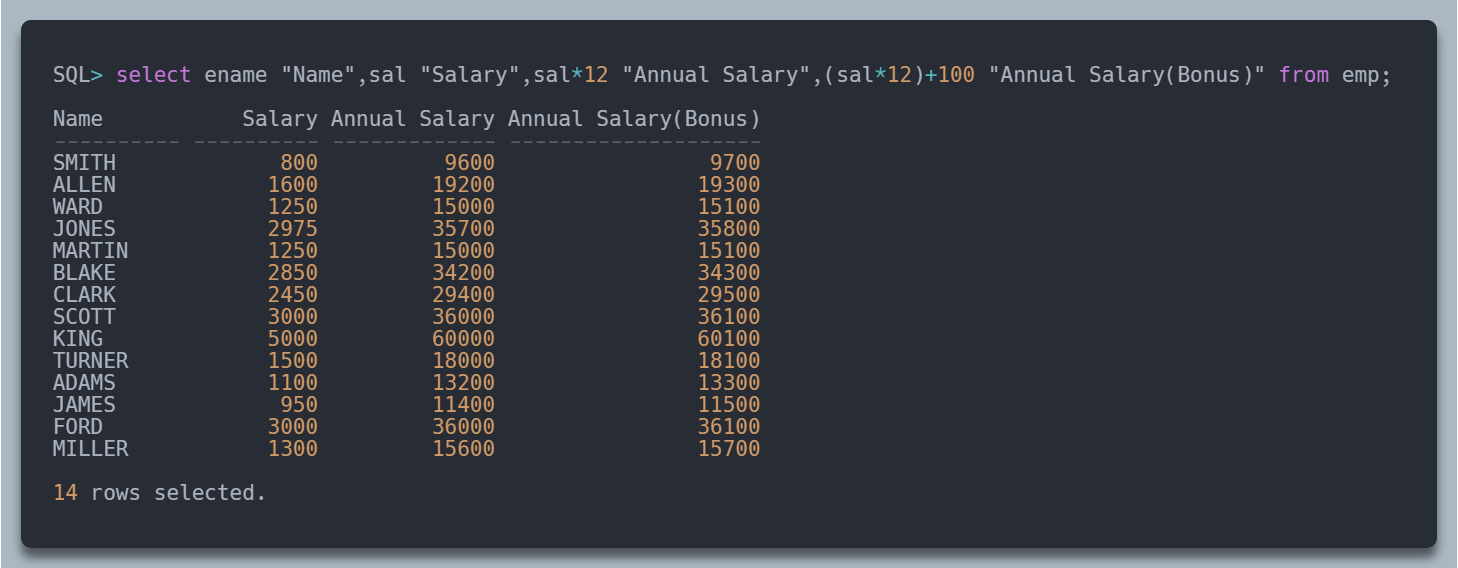 SQL> select ename "Name",sal "Salary",sal*12 "Annual Salary",(sal*12)+100 "Annual Salary(Bonus)" from emp;
Name           Salary Annual Salary Annual Salary(Bonus)
---------- ---------- ------------- --------------------
SMITH             800          9600                 9700
ALLEN            1600         19200                19300
WARD             1250         15000                15100
JONES            2975         35700                35800
MARTIN           1250         15000                15100
BLAKE            2850         34200                34300
CLARK            2450         29400                29500
SCOTT            3000         36000                36100
KING             5000         60000                60100
TURNER           1500         18000                18100
ADAMS            1100         13200                13300
JAMES             950         11400                11500
FORD             3000         36000                36100
MILLER           1300         15600                15700
14 rows selected.